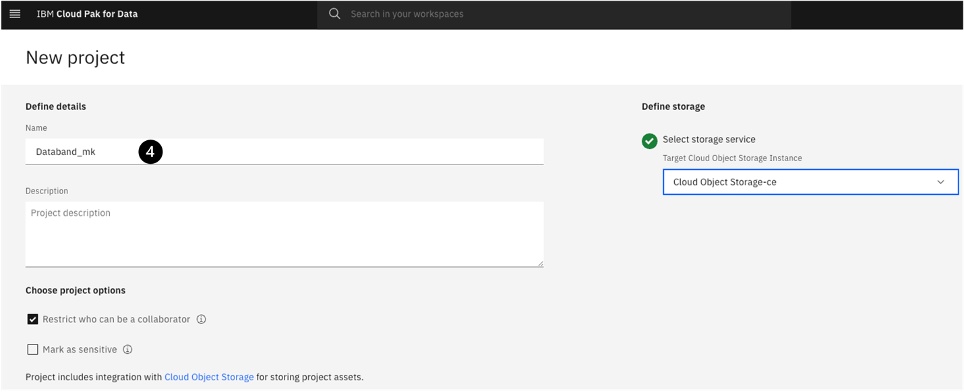 IBM Cloud Pak for Data
Search in your workspaces
New project
Define details
Name
Databand_mk
4
Description
Project description
Choose project options
Restrict who can be a collaborator
Mark as sensitive
Project includes integration with Cloud Object Storage for storing project assets.
Define storage
Select storage service
Target Cloud Object Storage Instance
Cloud Object Storage-ce